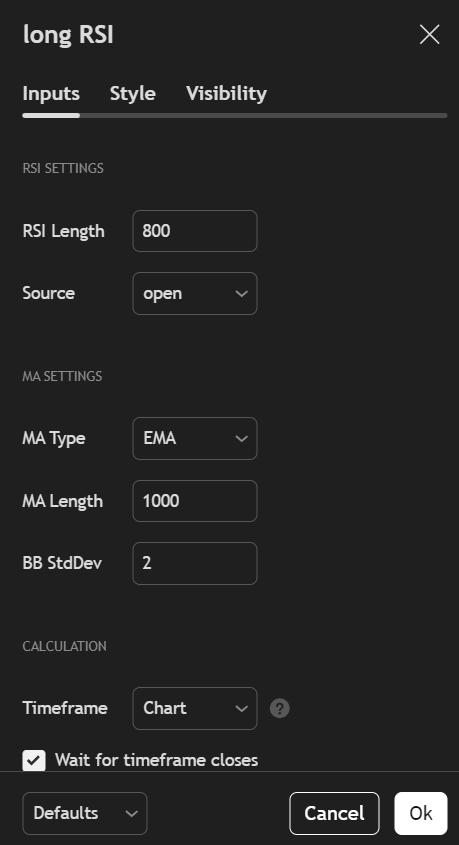 long RSI
Inputs Style Visibility
RSI SETTINGS
RSI Length 800
Source open
MA SETTINGS
MA Type EMA
MA Length 1000
BB StdDev 2
CALCULATION
Timeframe Chart ?
Wait for timeframe closes
Defaults Cancel Ok